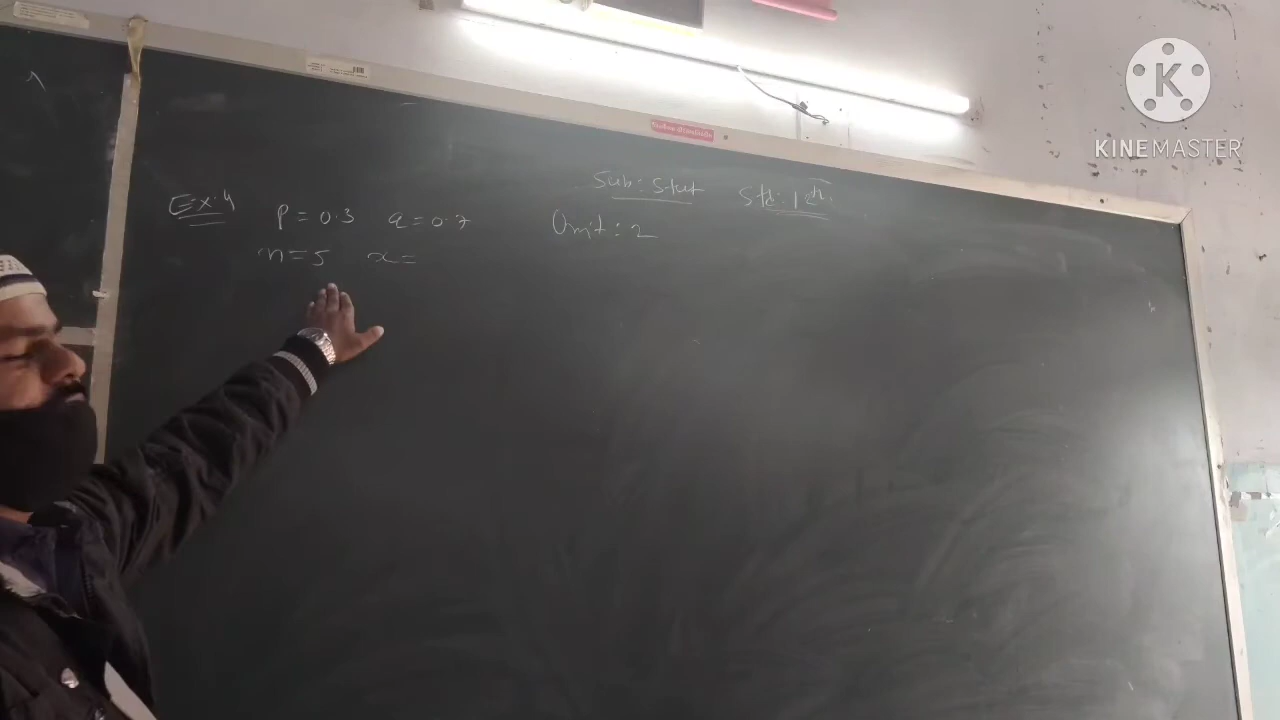 Sub: Stat Std: 12th.
Ex. 4 p = 0.3 q = 0.7 Unit: 2
n = 5 x =
KINEMASTER